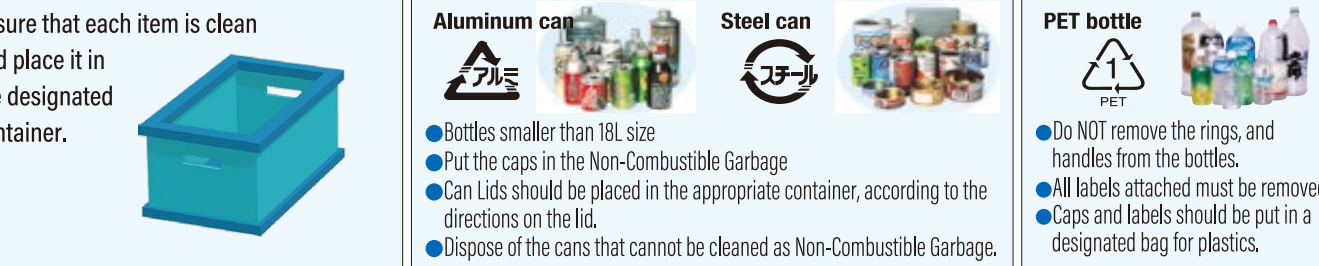 sure that each item is clean
place it in
designated
Aluminum can
アルミ
Steel can
スチール
●Bottles smaller than 18L size
●Put the caps in the Non-Combustible Garbage
●Can Lids should be placed in the appropriate container, according to the
directions on the lid.
●Dispose of the cans that cannot be cleaned as Non-Combustible Garbage.
PET bottle
1
PET
●Do NOT remove the rings, and
handles from the bottles.
●All labels attached must be removed
●Caps and labels should be put in a
designated bag for plastics.